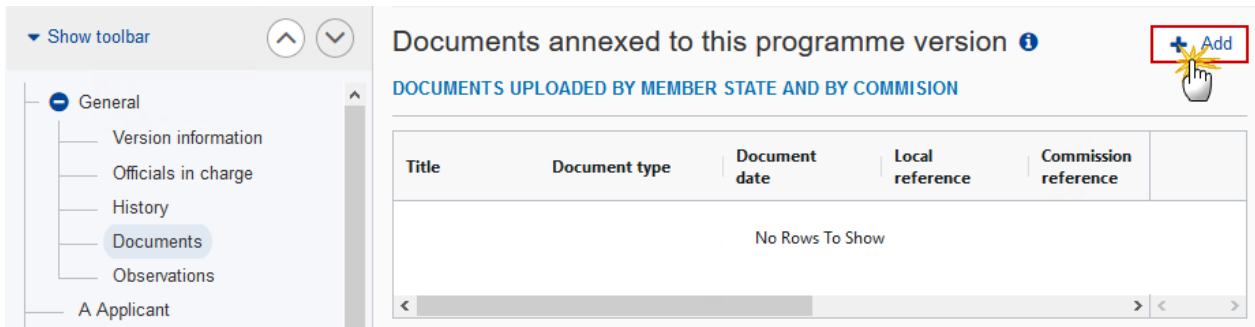 Show toolbar
General
Version information
Officials in charge
History
Documents
Observations
A Applicant
Documents annexed to this programme version
Add
DOCUMENTS UPLOADED BY MEMBER STATE AND BY COMMISION
Title
Document type
Document
date
Local
reference
Commission
reference
No Rows To Show